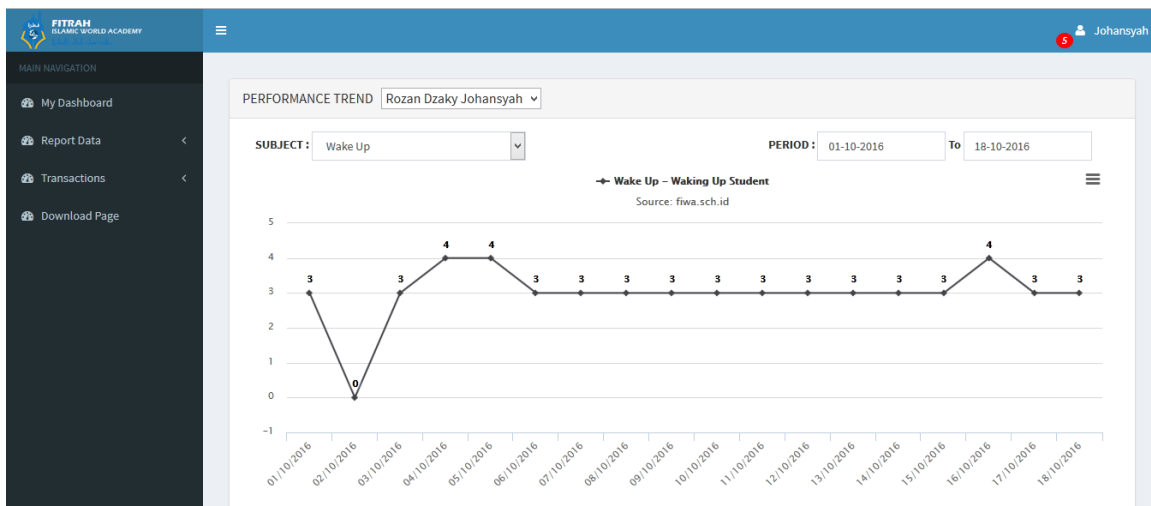 FITRAH
ISLAMIC WORLD ACADEMY
5 Johansyah
MAIN NAVIGATION
My Dashboard
Report Data
Transactions
Download Page
PERFORMANCE TREND Rozan Dzaky Johansyah
SUBJECT : Wake Up PERIOD : 01-10-2016 To 18-10-2016
Wake Up – Waking Up Student
Source: fiwa.sch.id
5
4
3
2
1
0
−1
3 0 3 4 4 3 3 3 3 3 3 3 3 3 3 4 3 3
01/10/2016 02/10/2016 03/10/2016 04/10/2016 05/10/2016 06/10/2016 07/10/2016 08/10/2016 09/10/2016 10/10/2016 11/10/2016 12/10/2016 13/10/2016 14/10/2016 15/10/2016 16/10/2016 17/10/2016 18/10/2016